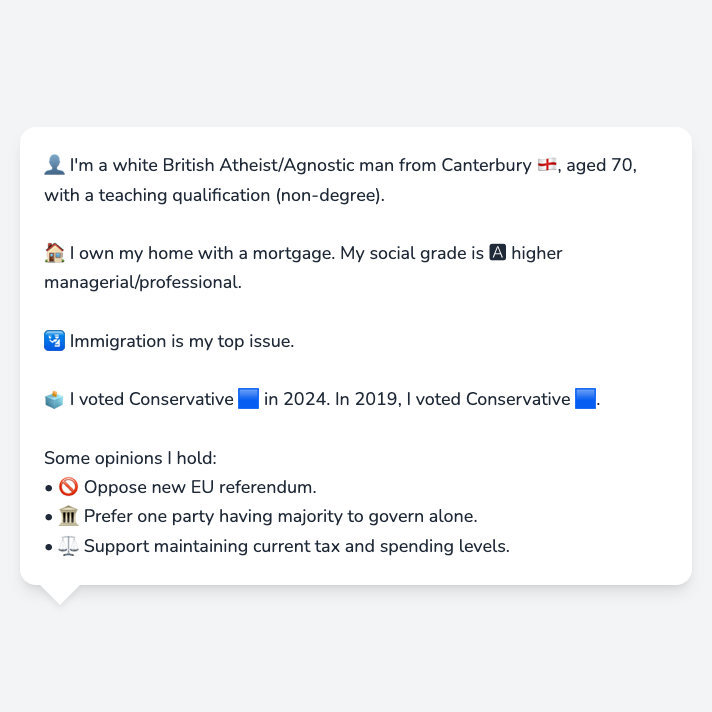 👤 I'm a white British Atheist/Agnostic man from Canterbury 🏴󠁧󠁢󠁥󠁮󠁧󠁿, aged 70,
with a teaching qualification (non-degree).
🏠 I own my home with a mortgage. My social grade is 🅰 higher
managerial/professional.
🛂 Immigration is my top issue.
🗳️ I voted Conservative 🟦 in 2024. In 2019, I voted Conservative 🟦.
Some opinions I hold:
• 🚫 Oppose new EU referendum.
• 🏛️ Prefer one party having majority to govern alone.
• ⚖️ Support maintaining current tax and spending levels.